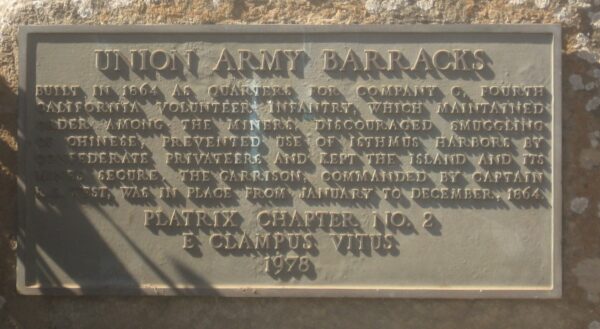 UNION ARMY BARRACKS
BUILT IN 1864 AS QUARTERS FOR COMPANY C, FOURTH
CALIFORNIA VOLUNTEER INFANTRY, WHICH MAINTAINED
ORDER AMONG THE MINERS, DISCOURAGED SMUGGLING
OF CHINESE, PREVENTED USE OF ISTHMUS HARBORS BY
CONFEDERATE PRIVATEERS AND KEPT THE ISLAND AND ITS
MINES SECURE. THE GARRISON, COMMANDED BY CAPTAIN
WEST, WAS IN PLACE FROM JANUARY TO DECEMBER, 1864.
PLATRIX CHAPTER NO. 2
E CLAMPUS VITUS
1978